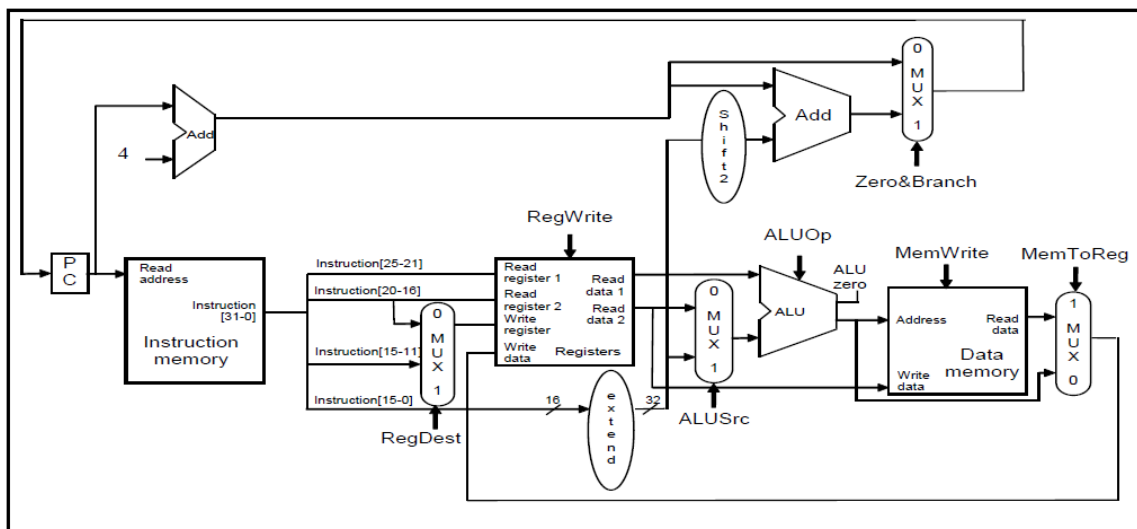 0
M
U
X
1
Add
4
S
h
i
f
t
2
Add
Zero&Branch
RegWrite
ALUOp
MemWrite
MemToReg
P
C
Read
address
Instruction
[31-0]
Instruction
memory
Instruction[25-21]
Instruction[20-16]
Instruction[15-11]
Instruction[15-0]
0
M
U
X
1
RegDest
Read
register 1
Read
register 2
Write
register
Write
data
Read
data 1
Read
data 2
Registers
16
e
x
t
e
n
d
32
0
M
U
X
1
ALUSrc
ALU
ALU
zero
Address
Read
data
Data
memory
Write
data
1
M
U
X
0